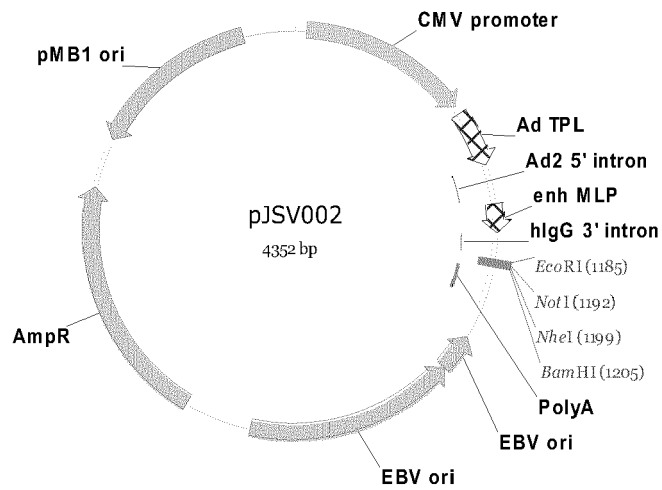 CMV promoter
pMB1 ori
Ad TPL
Ad2 5' intron
enh MLP
pJSV002
4352 bp
hIgG 3' intron
EcoRI (1185)
NotI (1192)
NheI (1199)
BamHI (1205)
AmpR
PolyA
EBV ori
EBV ori